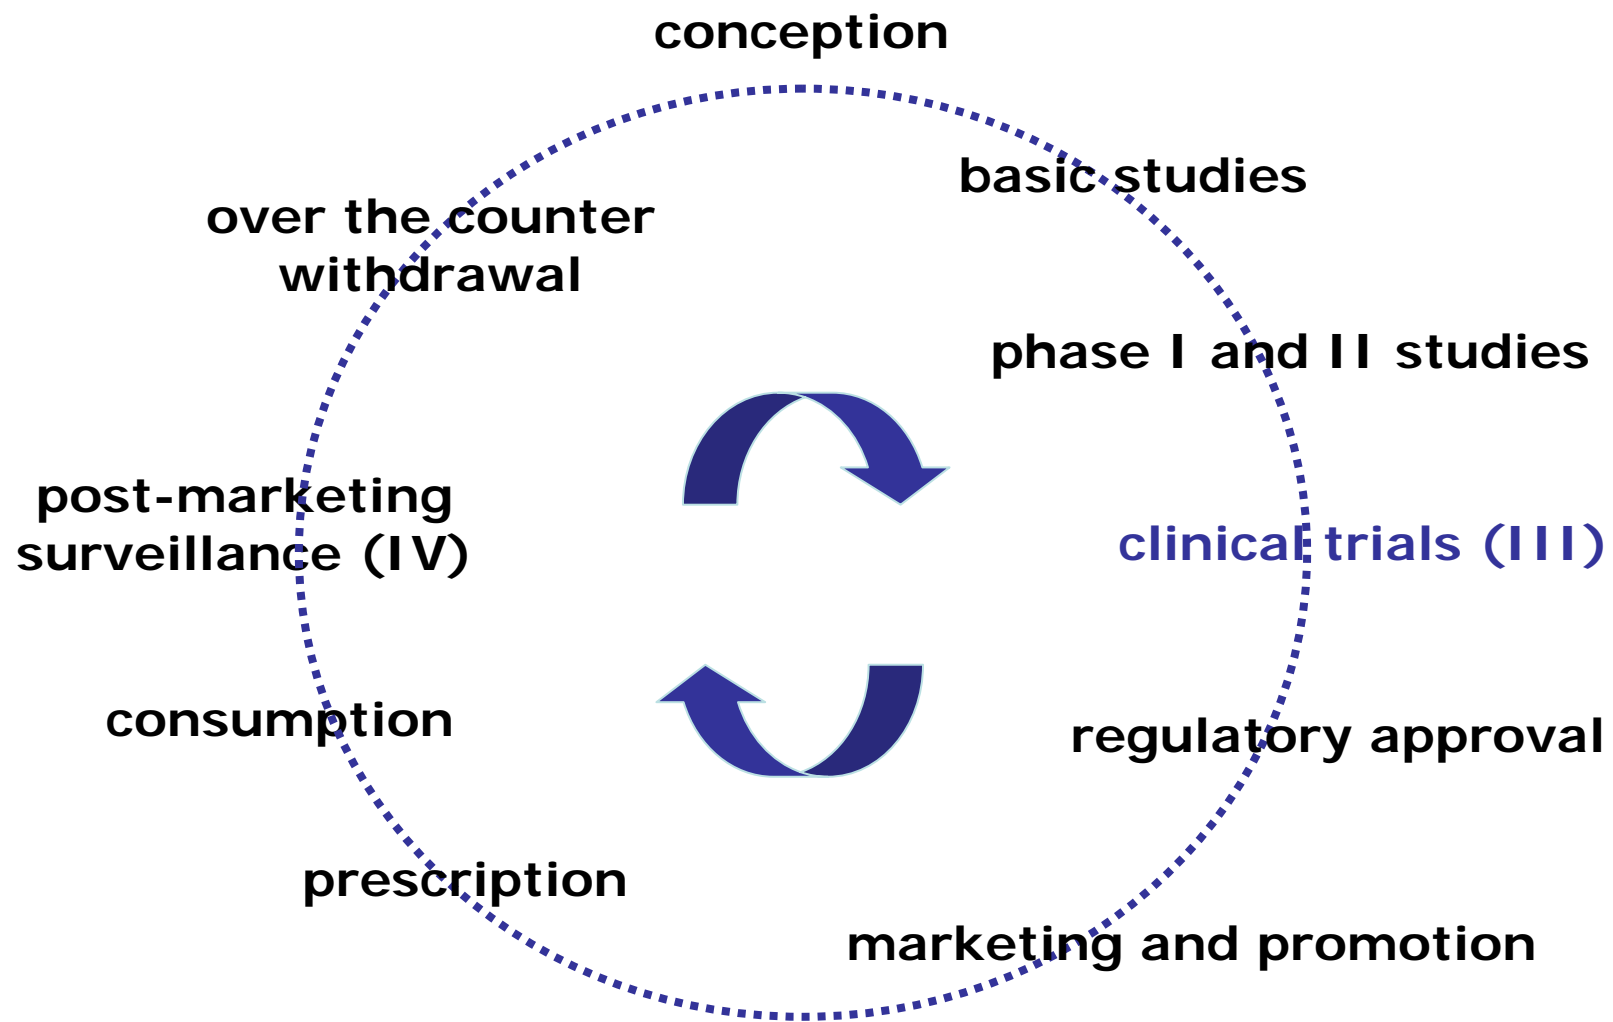 conception
basic studies
over the counter
withdrawal
phase I and II studies
post-marketing
surveillance (IV)
clinical trials (III)
consumption
regulatory approval
prescription
marketing and promotion